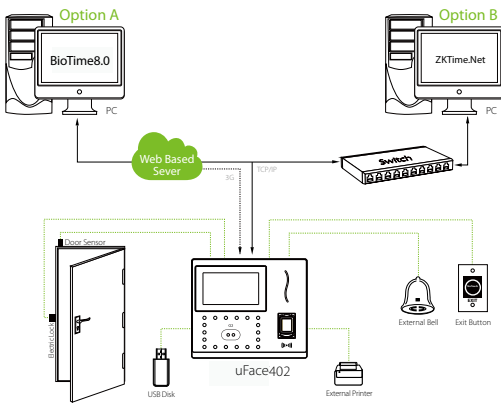 Option A
Option B
BioTime8.0
ZKTime.Net
PC
PC
Web Based
Sever
3G
TCP/IP
Switch
Door Sensor
Electric Lock
External Bell
EXIT
Exit Button
uFace402
USB Disk
External Printer